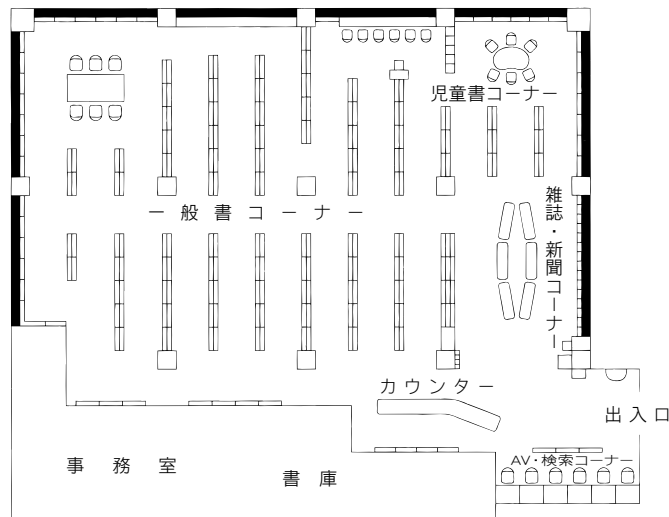 児童書コーナー
一般書コーナー
雑誌・新聞コーナー
カウンター
出入口
AV・検索コーナー
事務室
書庫